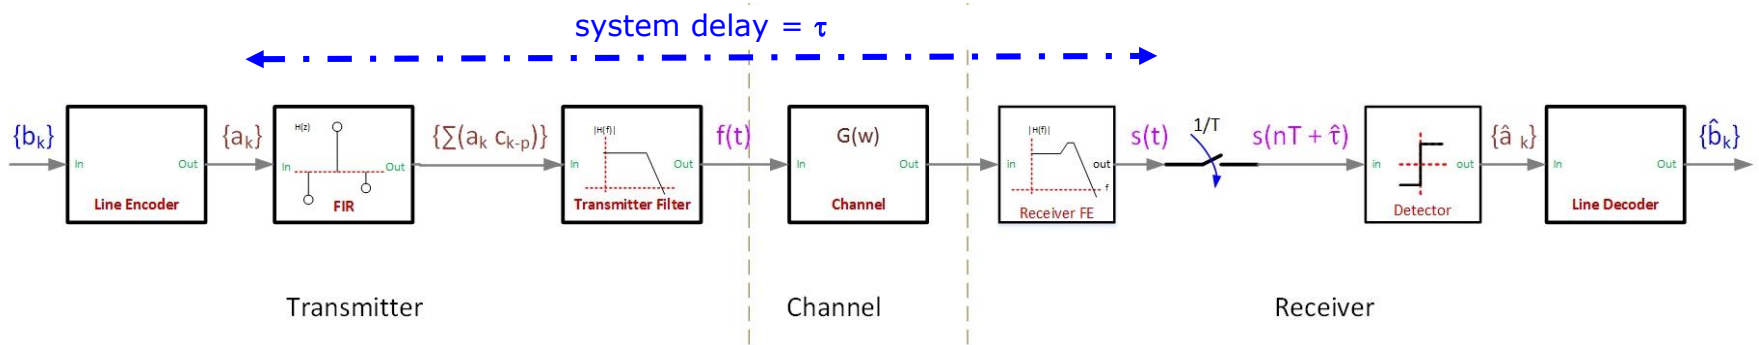 system delay = τ
{bₖ}
In
Out
Line Encoder
{aₖ}
H(z)
In
Out
FIR
{∑(aₖ cₖ₋ₚ)}
|H(f)|
In
Out
Transmitter Filter
f(t)
G(w)
In
Out
Channel
|H(f)|
in
out
f
Receiver FE
s(t)
1/T
s(nT + τ̂)
in
out
Detector
{â ₖ}
In
Out
Line Decoder
{b̂ₖ}
Transmitter
Channel
Receiver